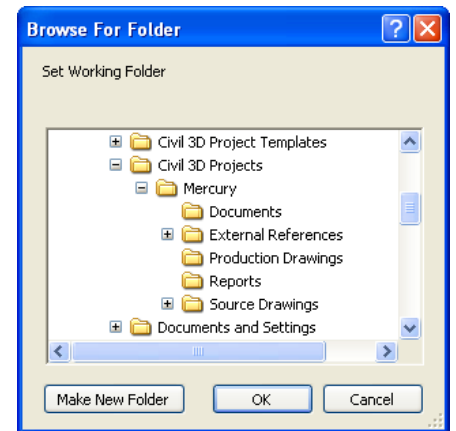 Browse For Folder
Set Working Folder
Civil 3D Project Templates
Civil 3D Projects
Mercury
Documents
External References
Production Drawings
Reports
Source Drawings
Documents and Settings
Make New Folder OK Cancel